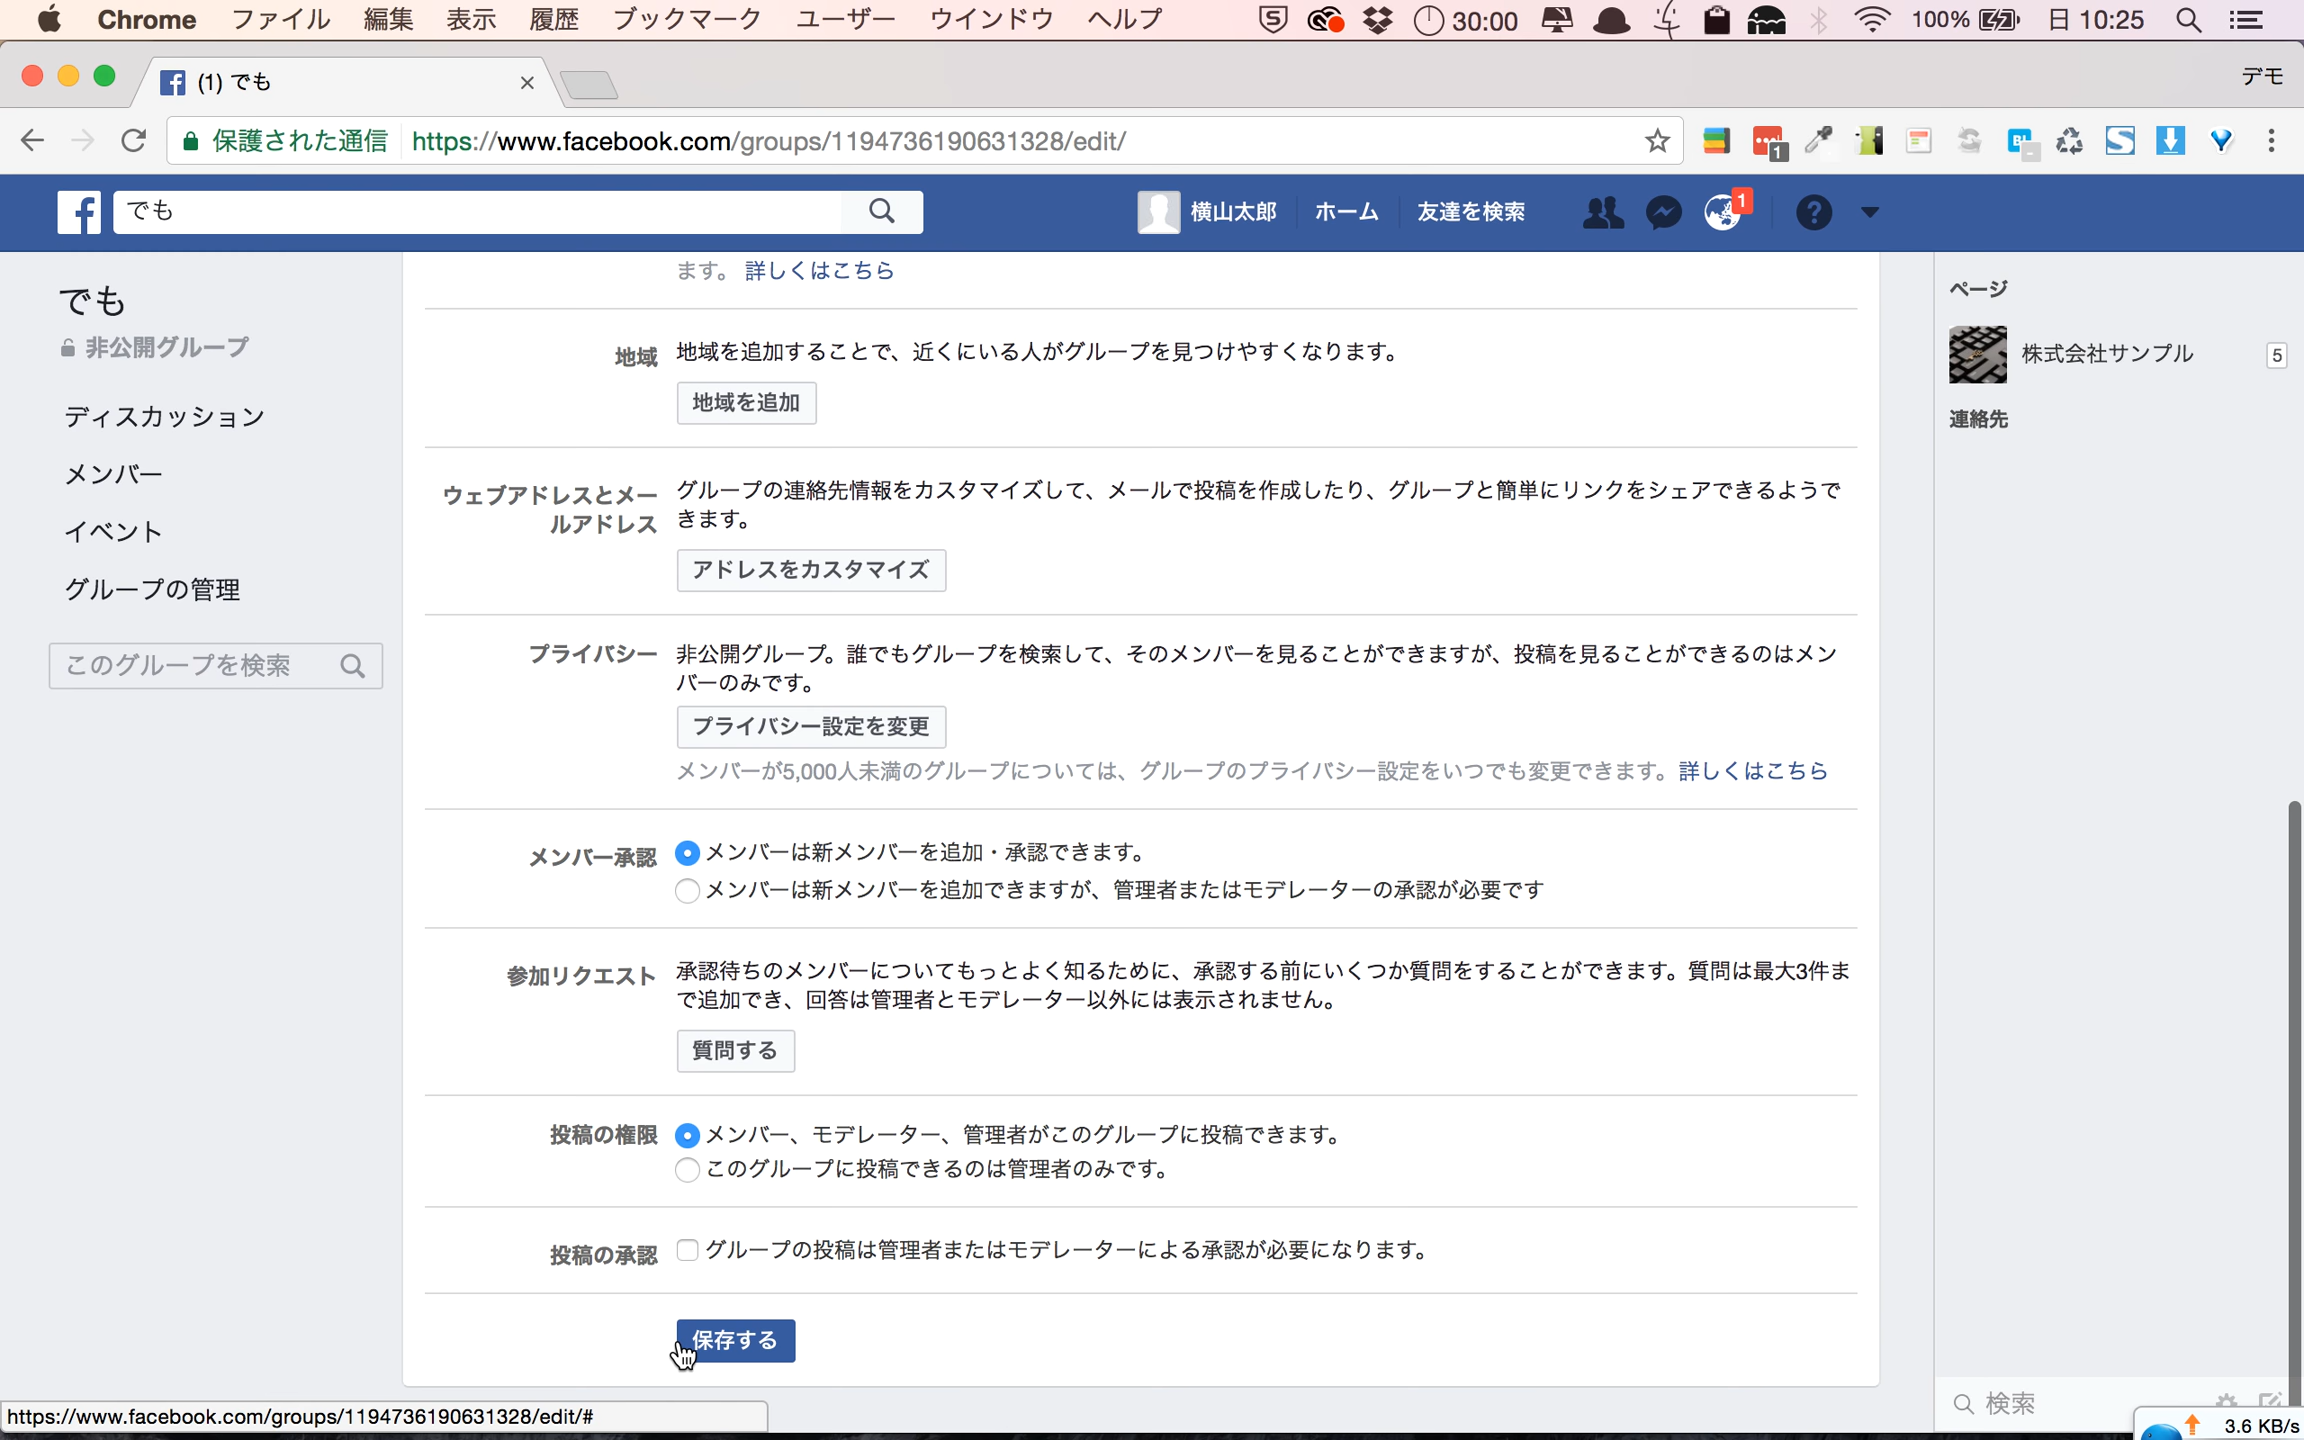 Chrome ファイル 編集 表示 履歴 ブックマーク ユーザー ウインドウ ヘルプ 30:00 100% 日 10:25
(1) でも
デモ
保護された通信 https://www.facebook.com/groups/1194736190631328/edit/
1
でも 横山太郎 ホーム 友達を検索 1
でも
非公開グループ
ディスカッション
メンバー
イベント
グループの管理
このグループを検索
ます。 詳しくはこちら
地域 地域を追加することで、近くにいる人がグループを見つけやすくなります。
地域を追加
ウェブアドレスとメー
ルアドレス
グループの連絡先情報をカスタマイズして、メールで投稿を作成したり、グループと簡単にリンクをシェアできるようで
きます。
アドレスをカスタマイズ
プライバシー 非公開グループ。誰でもグループを検索して、そのメンバーを見ることができますが、投稿を見ることができるのはメン
バーのみです。
プライバシー設定を変更
メンバーが5,000人未満のグループについては、グループのプライバシー設定をいつでも変更できます。詳しくはこちら
メンバー承認 メンバーは新メンバーを追加・承認できます。
メンバーは新メンバーを追加できますが、管理者またはモデレーターの承認が必要です
参加リクエスト 承認待ちのメンバーについてもっとよく知るために、承認する前にいくつか質問をすることができます。質問は最大3件ま
で追加でき、回答は管理者とモデレーター以外には表示されません。
質問する
投稿の権限 メンバー、モデレーター、管理者がこのグループに投稿できます。
このグループに投稿できるのは管理者のみです。
投稿の承認 グループの投稿は管理者またはモデレーターによる承認が必要になります。
保存する
ページ
株式会社サンプル 5
連絡先
検索
https://www.facebook.com/groups/1194736190631328/edit/#
3.6 KB/s